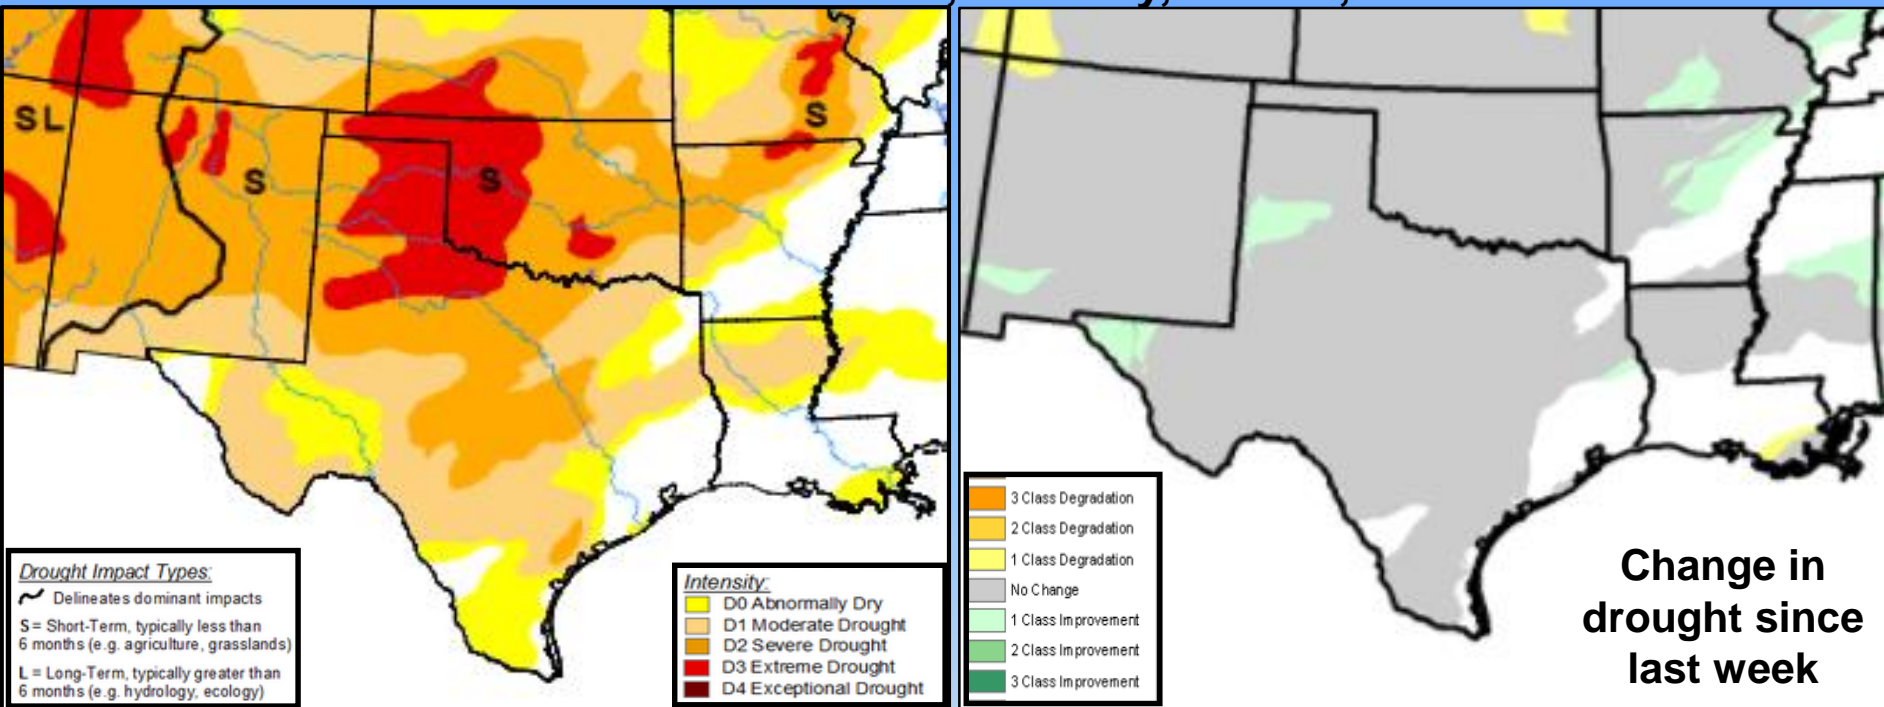 SL
S
S
S
Drought Impact Types:
Delineates dominant impacts
S = Short-Term, typically less than
6 months (e.g. agriculture, grasslands)
L = Long-Term, typically greater than
6 months (e.g. hydrology, ecology)
Intensity:
D0 Abnormally Dry
D1 Moderate Drought
D2 Severe Drought
D3 Extreme Drought
D4 Exceptional Drought
3 Class Degradation
2 Class Degradation
1 Class Degradation
No Change
1 Class Improvement
2 Class Improvement
3 Class Improvement
Change in
drought since
last week